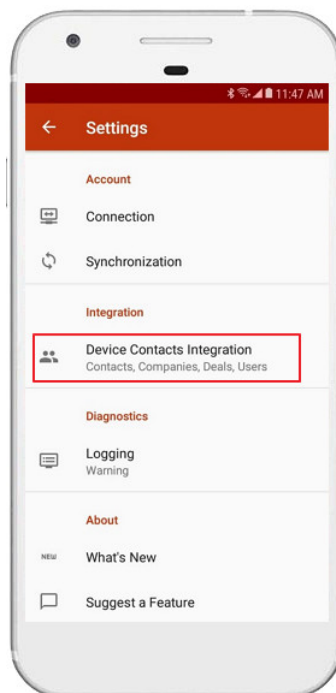 11:47 AM
Settings
Account
Connection
Synchronization
Integration
Device Contacts Integration
Contacts, Companies, Deals, Users
Diagnostics
Logging
Warning
About
NEW What's New
Suggest a Feature